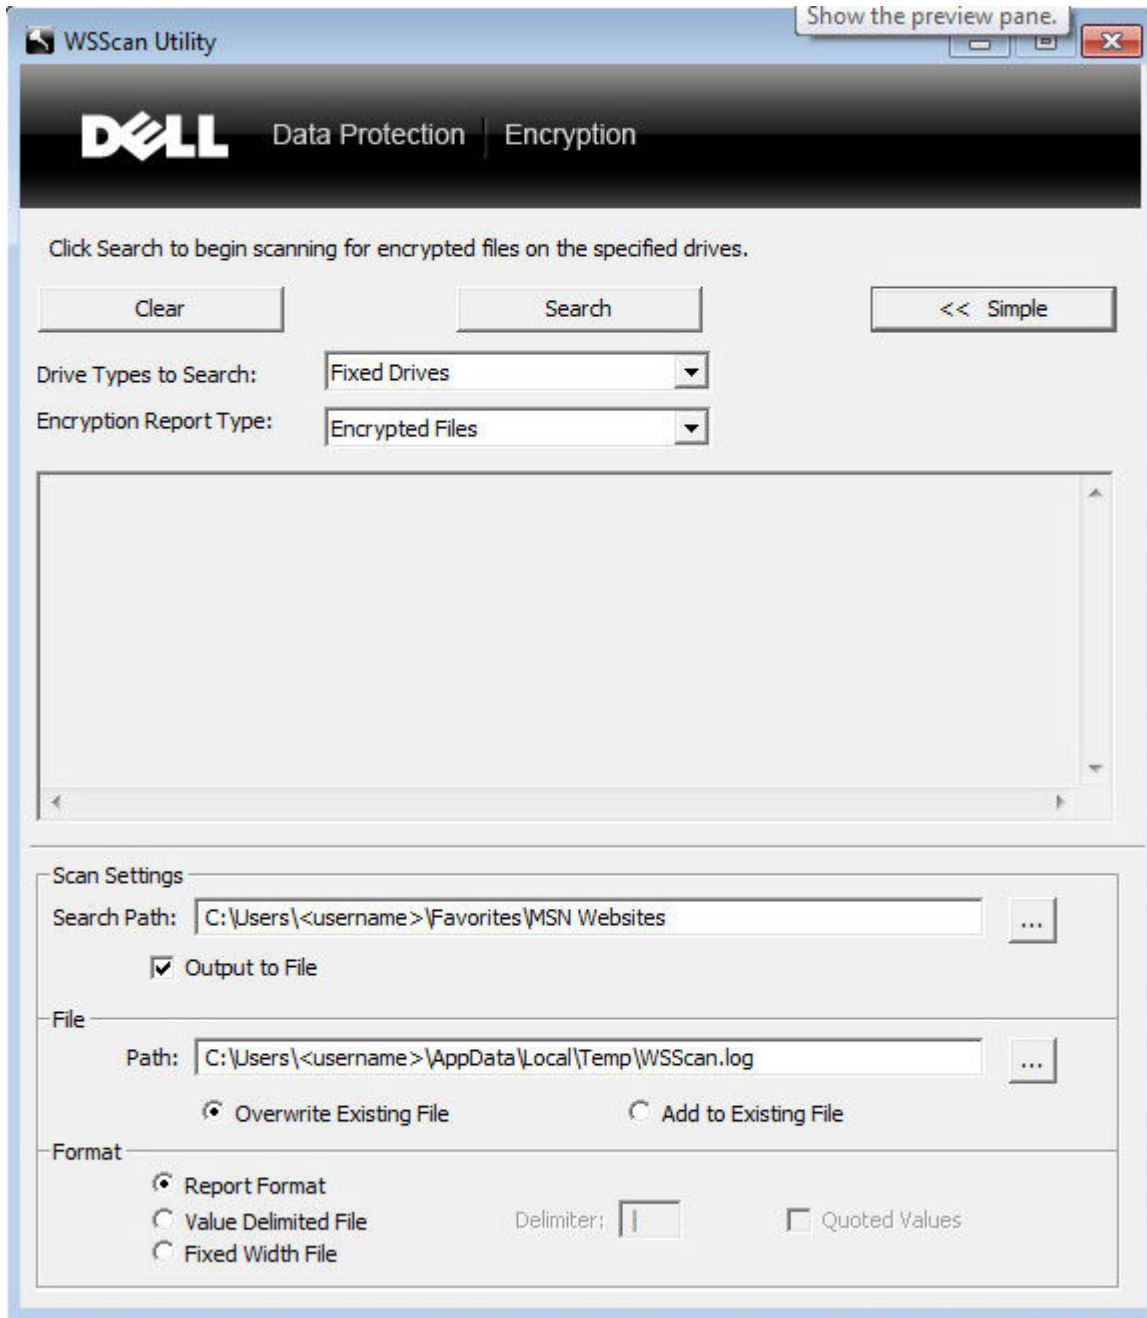 Show the preview pane.
WSScan Utility
DELL Data Protection Encryption
Click Search to begin scanning for encrypted files on the specified drives.
Clear Search << Simple
Drive Types to Search: Fixed Drives
Encryption Report Type: Encrypted Files
Scan Settings
Search Path: C:\Users\<username>\Favorites\MSN Websites ...
Output to File
File
Path: C:\Users\<username>\AppData\Local\Temp\WSScan.log ...
Overwrite Existing File Add to Existing File
Format
Report Format
Value Delimited File Delimiter: | Quoted Values
Fixed Width File